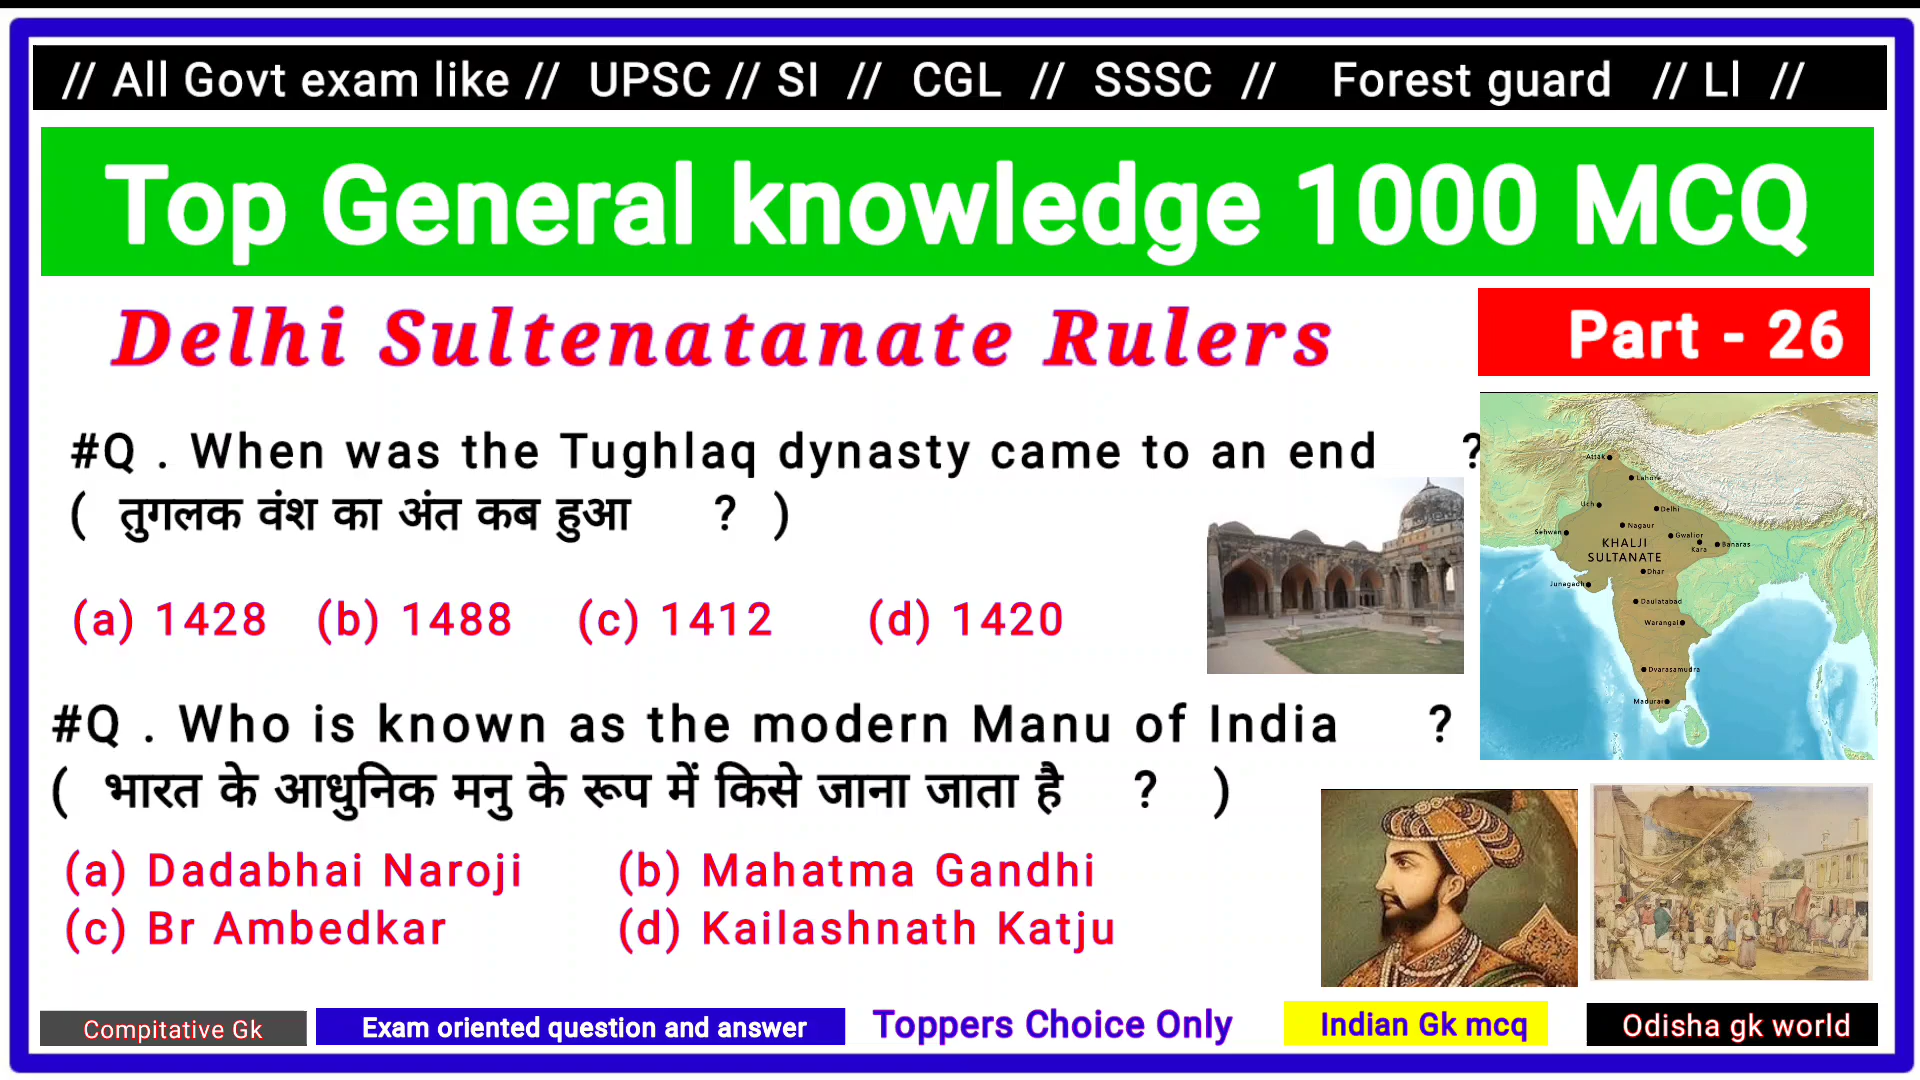 // All Govt exam like // UPSC // SI // CGL // SSSC // Forest guard // Ll //
Top General knowledge 1000 MCQ
Delhi Sultenatanate Rulers
Part - 26
#Q . When was the Tughlaq dynasty came to an end ?
( तुगलक वंश का अंत कब हुआ ? )
(a) 1428 (b) 1488 (c) 1412 (d) 1420
Attak
Lahore
Uch
Delhi
Nagaur
Sehwan
Gwalior
Kara
Banaras
KHALJI
SULTANATE
Dhar
Junagadh
Daulatabad
Warangal
Dvarasamudra
Madurai
#Q . Who is known as the modern Manu of India ?
( भारत के आधुनिक मनु के रूप में किसे जाना जाता है ? )
(a) Dadabhai Naroji (b) Mahatma Gandhi
(c) Br Ambedkar (d) Kailashnath Katju
Compitative Gk
Exam oriented question and answer
Toppers Choice Only
Indian Gk mcq
Odisha gk world